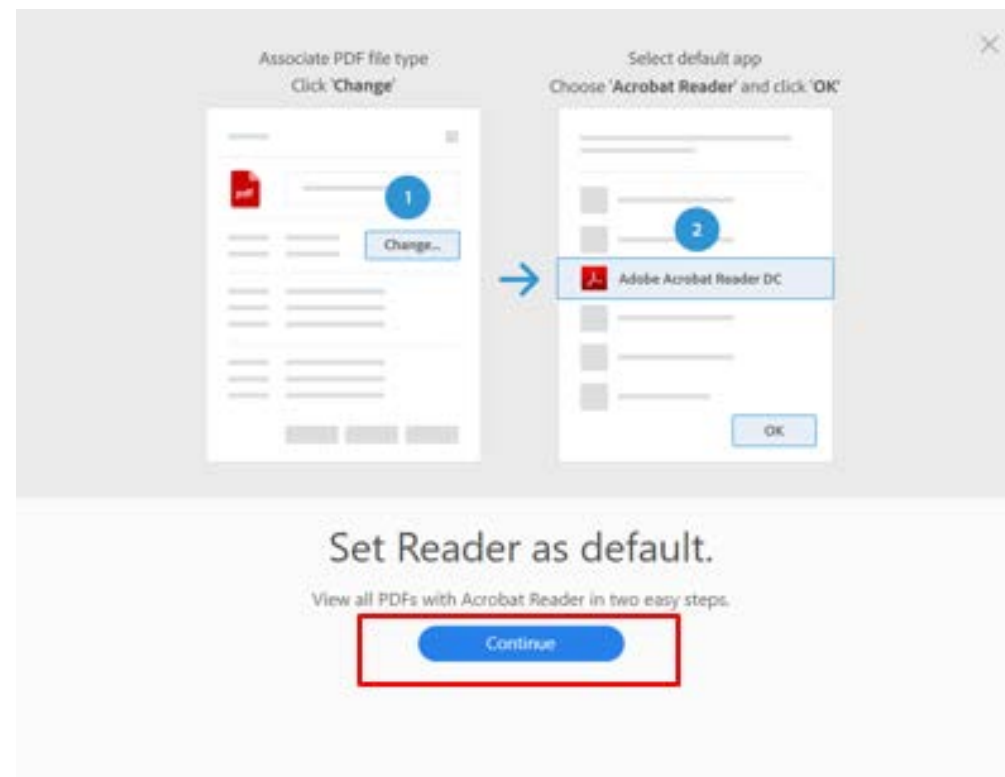 Associate PDF file type
Click 'Change'
Select default app
Choose 'Acrobat Reader' and click 'OK'
pdf
1
Change...
2
Adobe Acrobat Reader DC
OK
Set Reader as default.
View all PDFs with Acrobat Reader in two easy steps.
Continue